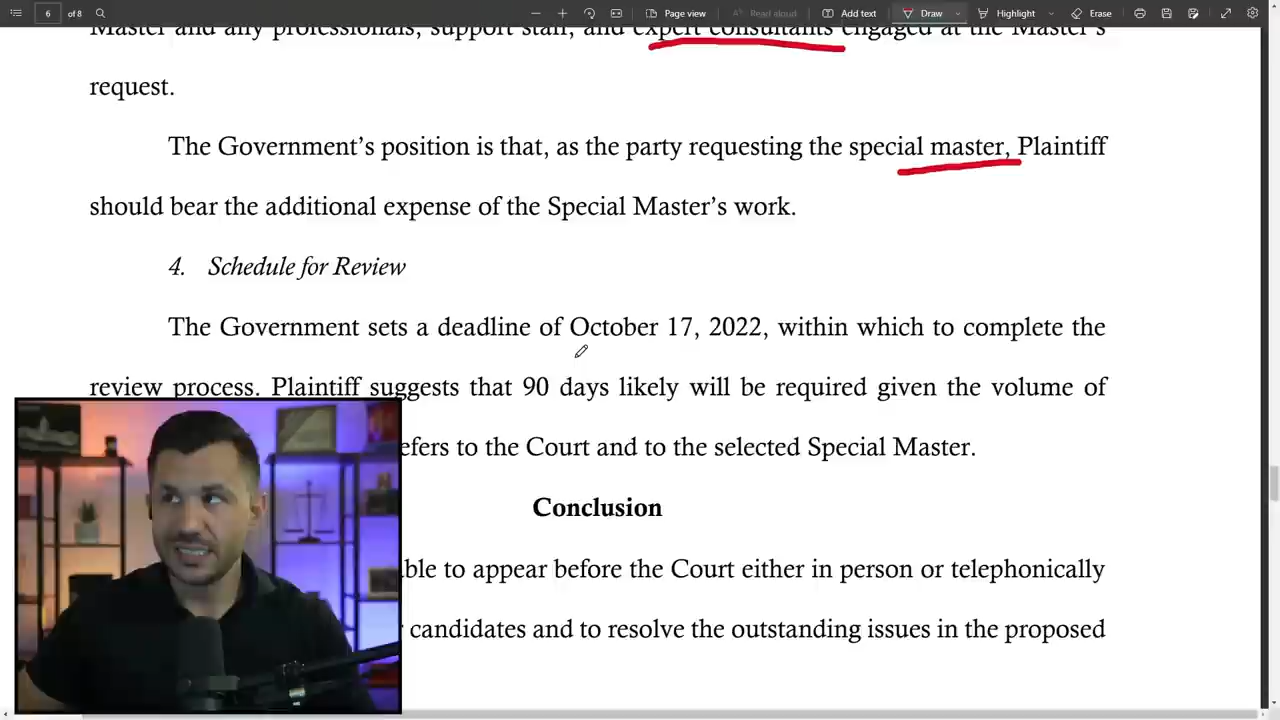 6 of 8 Page view Read aloud Add text Draw Highlight Erase
Master and any professionals, support staff, and expert consultants engaged at the Master's
request.
The Government's position is that, as the party requesting the special master, Plaintiff
should bear the additional expense of the Special Master's work.
4. Schedule for Review
The Government sets a deadline of October 17, 2022, within which to complete the
review process. Plaintiff suggests that 90 days likely will be required given the volume of
efers to the Court and to the selected Special Master.
Conclusion
ble to appear before the Court either in person or telephonically
candidates and to resolve the outstanding issues in the proposed